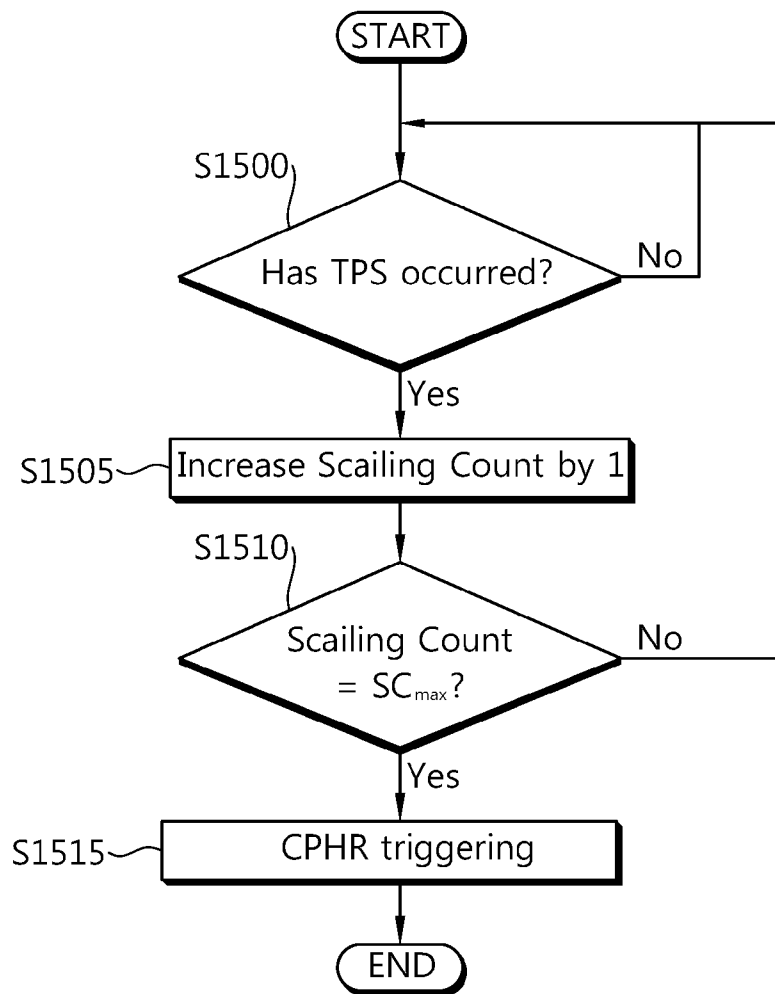 START
S1500
Has TPS occurred?
No
Yes
S1505
Increase Scailing Count by 1
S1510
Scailing Count
= SCmax?
No
Yes
S1515
CPHR triggering
END